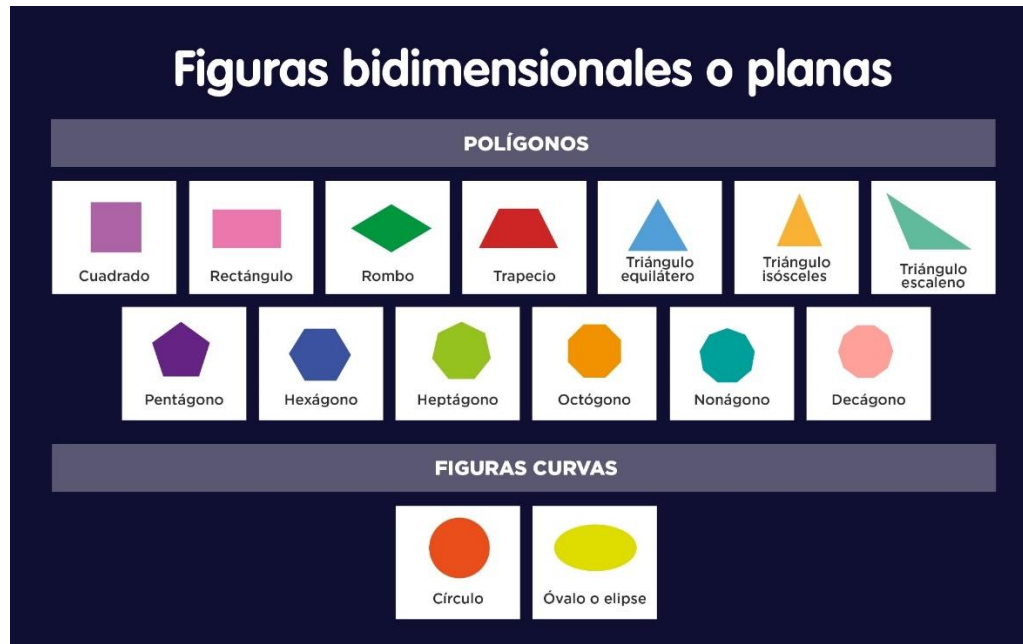 Figuras bidimensionales o planas
POLÍGONOS
Cuadrado
Rectángulo
Rombo
Trapecio
Triángulo
equilátero
Triángulo
isósceles
Triángulo
escaleno
Pentágono
Hexágono
Heptágono
Octógono
Nonágono
Decágono
FIGURAS CURVAS
Círculo
Óvalo o elipse